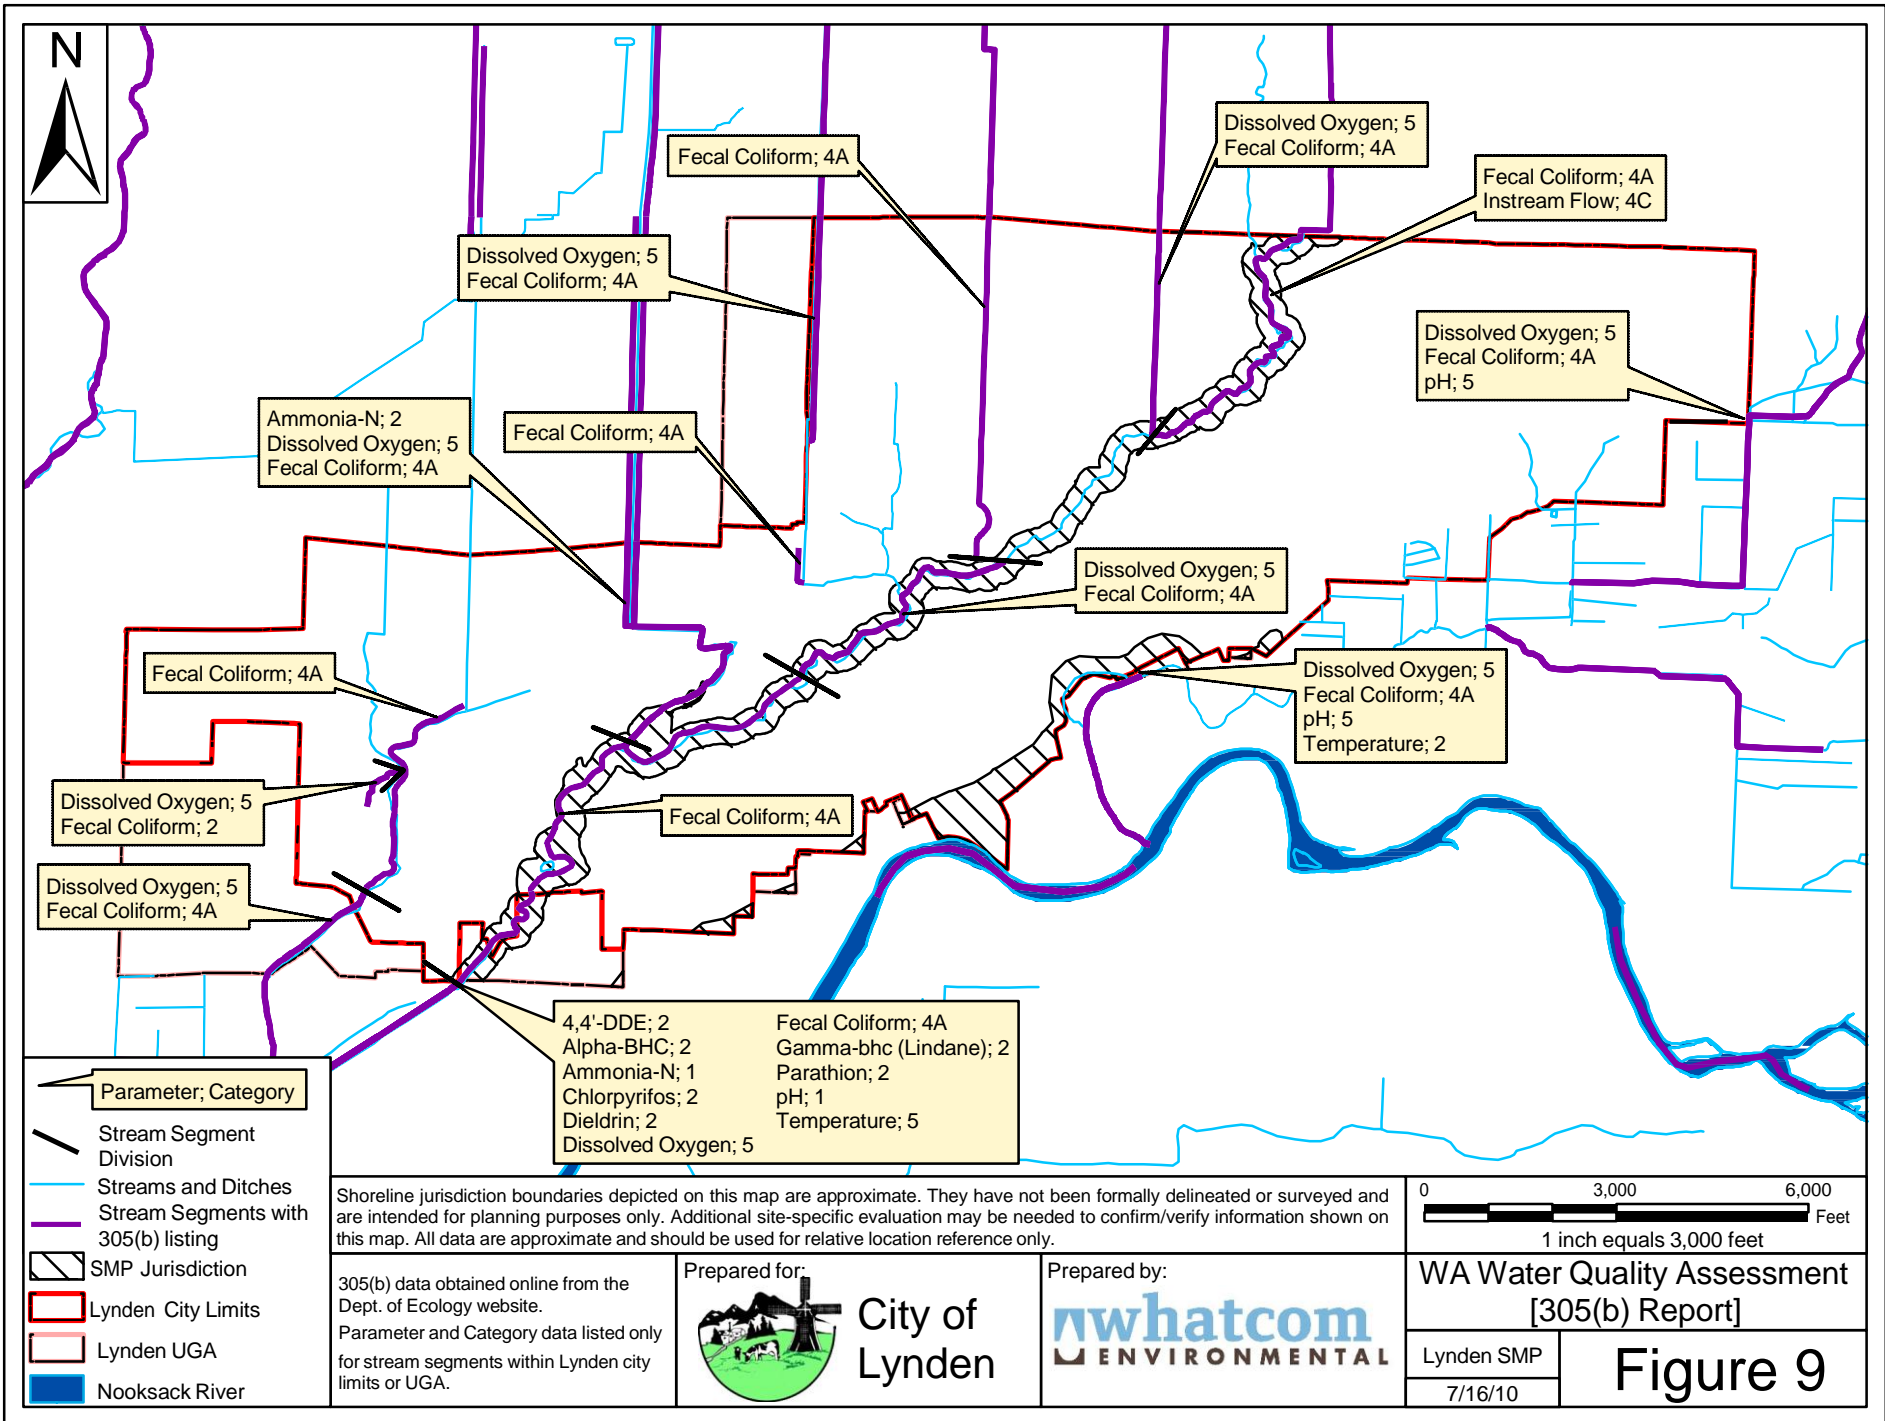 N
Dissolved Oxygen; 5
Fecal Coliform; 4A
Fecal Coliform; 4A
Fecal Coliform; 4A
Instream Flow; 4C
Dissolved Oxygen; 5
Fecal Coliform; 4A
Dissolved Oxygen; 5
Fecal Coliform; 4A
pH; 5
Ammonia-N; 2
Dissolved Oxygen; 5
Fecal Coliform; 4A
Fecal Coliform; 4A
Dissolved Oxygen; 5
Fecal Coliform; 4A
Fecal Coliform; 4A
Dissolved Oxygen; 5
Fecal Coliform; 4A
pH; 5
Temperature; 2
Dissolved Oxygen; 5
Fecal Coliform; 2
Fecal Coliform; 4A
Dissolved Oxygen; 5
Fecal Coliform; 4A
4,4'-DDE; 2
Alpha-BHC; 2
Ammonia-N; 1
Chlorpyrifos; 2
Dieldrin; 2
Dissolved Oxygen; 5
Fecal Coliform; 4A
Gamma-bhc (Lindane); 2
Parathion; 2
pH; 1
Temperature; 5
Parameter; Category
Stream Segment
Division
Streams and Ditches
Stream Segments with
305(b) listing
SMP Jurisdiction
Lynden City Limits
Lynden UGA
Nooksack River
Shoreline jurisdiction boundaries depicted on this map are approximate. They have not been formally delineated or surveyed and
are intended for planning purposes only. Additional site-specific evaluation may be needed to confirm/verify information shown on
this map. All data are approximate and should be used for relative location reference only.
0 3,000 6,000
Feet
1 inch equals 3,000 feet
305(b) data obtained online from the
Dept. of Ecology website.
Parameter and Category data listed only
for stream segments within Lynden city
limits or UGA.
Prepared for:
City of
Lynden
Prepared by:
whatcom
ENVIRONMENTAL
WA Water Quality Assessment
[305(b) Report]
Lynden SMP
7/16/10
Figure 9